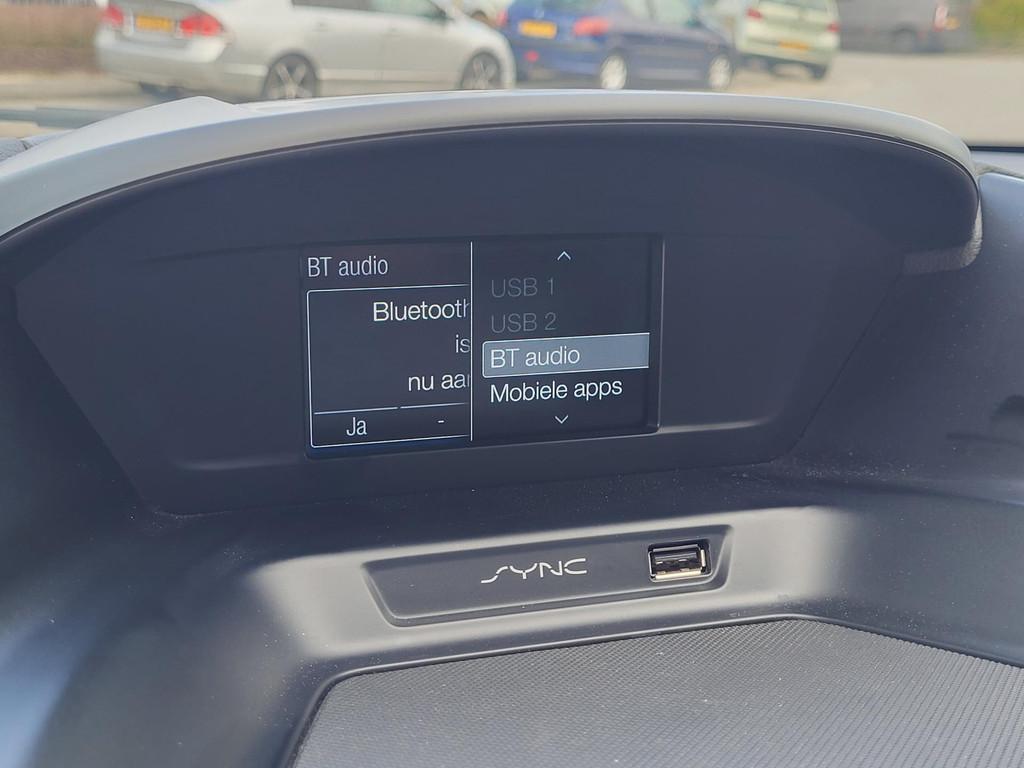 BT audio
Bluetooth
is
nu aa
Ja
-
USB 1
USB 2
BT audio
Mobiele apps
SYNC